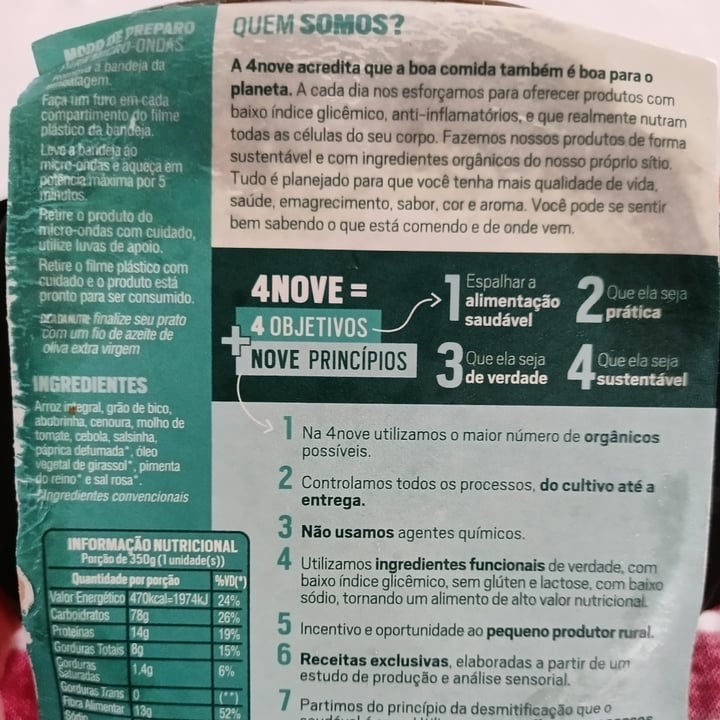 MODO DE PREPARO
MICRO-ONDAS
a bandeja da
embalagem.
Faça um furo em cada
compartimento do filme
plástico da bandeja.
Leve a bandeja ao
micro-ondas e aqueça em
potência máxima por 5
minutos.
Retire o produto do
micro-ondas com cuidado,
utilize luvas de apoio.
Retire o filme plástico com
cuidado e o produto está
pronto para ser consumido.
DICA DA NUTRI: finalize seu prato
com um fio de azeite de
oliva extra virgem
INGREDIENTES
Arroz integral, grão de bico,
abobrinha, cenoura, molho de
tomate, cebola, salsinha,
páprica defumada*, óleo
vegetal de girassol*, pimenta
do reino* e sal rosa*.
*Ingredientes convencionais
INFORMAÇÃO NUTRICIONAL
Porção de 350g (1 unidade(s))
Quantidade por porção %VD(*)
Valor Energético 470kcal=1974kJ 24%
Carboidratos 78g 26%
Proteínas 14g 19%
Gorduras Totais 8g 15%
Gorduras Saturadas 1,4g 6%
Gorduras Trans 0 (**)
Fibra Alimentar 13g 52%
Sódio
QUEM SOMOS?
A 4nove acredita que a boa comida também é boa para o
planeta. A cada dia nos esforçamos para oferecer produtos com
baixo índice glicêmico, anti-inflamatórios, e que realmente nutram
todas as células do seu corpo. Fazemos nossos produtos de forma
sustentável e com ingredientes orgânicos do nosso próprio sítio.
Tudo é planejado para que você tenha mais qualidade de vida,
saúde, emagrecimento, sabor, cor e aroma. Você pode se sentir
bem sabendo o que está comendo e de onde vem.
4NOVE =
4 OBJETIVOS
+
NOVE PRINCÍPIOS
1 Espalhar a
alimentação
saudável
2 Que ela seja
prática
3 Que ela seja
de verdade
4 Que ela seja
sustentável
1 Na 4nove utilizamos o maior número de orgânicos
possíveis.
2 Controlamos todos os processos, do cultivo até a
entrega.
3 Não usamos agentes químicos.
4 Utilizamos ingredientes funcionais de verdade, com
baixo índice glicêmico, sem glúten e lactose, com baixo
sódio, tornando um alimento de alto valor nutricional.
5 Incentivo e oportunidade ao pequeno produtor rural.
6 Receitas exclusivas, elaboradas a partir de um
estudo de produção e análise sensorial.
7 Partimos do princípio da desmitificação que o